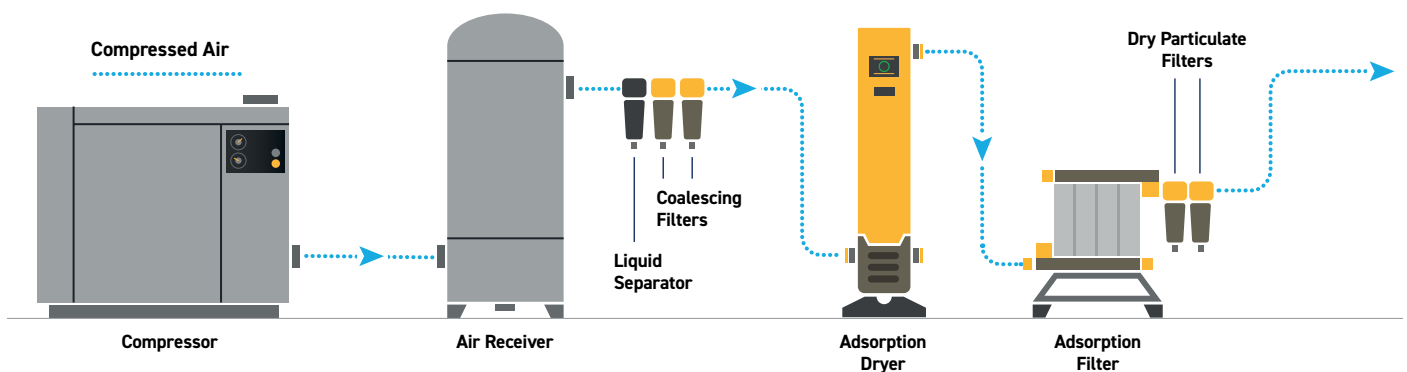 Compressed Air
Dry Particulate
Filters
Coalescing
Filters
Liquid
Separator
Compressor
Air Receiver
Adsorption
Dryer
Adsorption
Filter